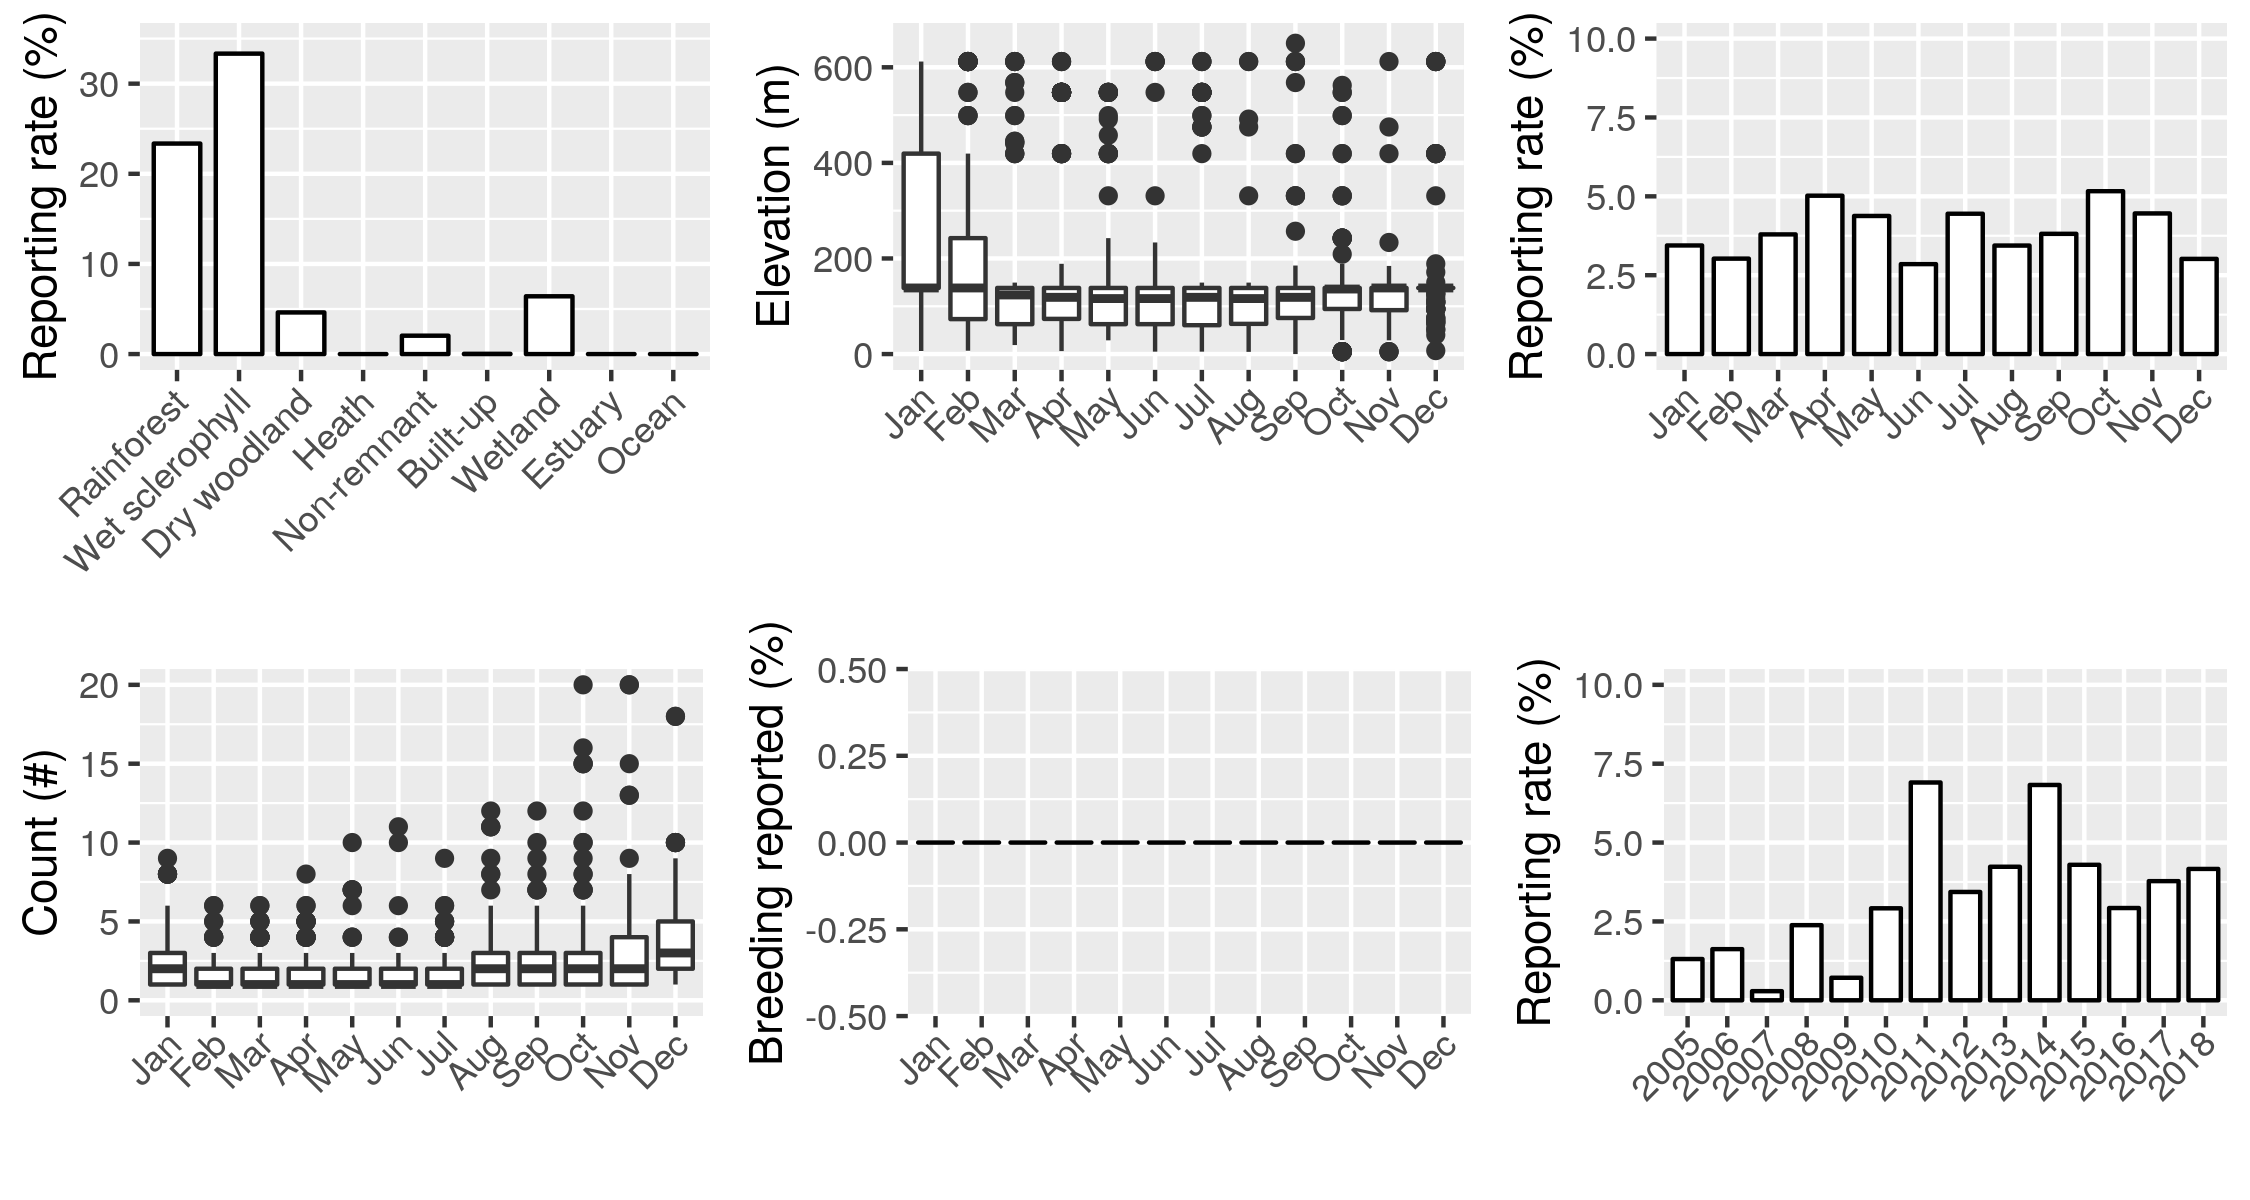 Reporting rate (%)
30
20
10
0
Rainforest
Wet sclerophyll
Dry woodland
Heath
Non-remnant
Built-up
Wetland
Estuary
Ocean
Elevation (m)
600
400
200
0
Jan
Feb
Mar
Apr
May
Jun
Jul
Aug
Sep
Oct
Nov
Dec
Reporting rate (%)
10.0
7.5
5.0
2.5
0.0
Jan
Feb
Mar
Apr
May
Jun
Jul
Aug
Sep
Oct
Nov
Dec
Count (#)
20
15
10
5
0
Jan
Feb
Mar
Apr
May
Jun
Jul
Aug
Sep
Oct
Nov
Dec
Breeding reported (%)
0.50
0.25
0.00
-0.25
-0.50
Jan
Feb
Mar
Apr
May
Jun
Jul
Aug
Sep
Oct
Nov
Dec
Reporting rate (%)
10.0
7.5
5.0
2.5
0.0
2005
2006
2007
2008
2009
2010
2011
2012
2013
2014
2015
2016
2017
2018